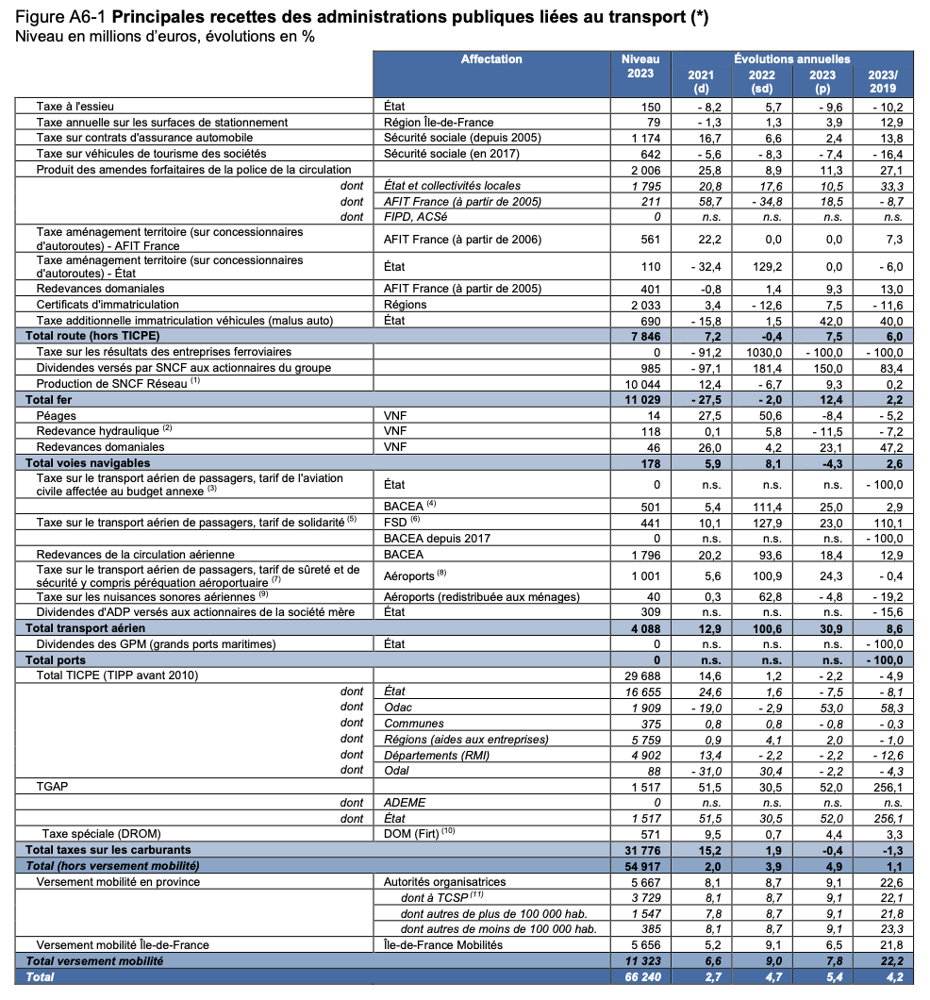 Figure A6-1 Principales recettes des administrations publiques liées au transport (*)
Niveau en millions d'euros, évolutions en %
Affectation Niveau 2023 Évolutions annuelles
2021 (d) 2022 (sd) 2023 (p) 2023/ 2019
Taxe à l'essieu État 150 - 8,2 5,7 - 9,6 - 10,2
Taxe annuelle sur les surfaces de stationnement Région Île-de-France 79 - 1,3 1,3 3,9 12,9
Taxe sur contrats d'assurance automobile Sécurité sociale (depuis 2005) 1 174 16,7 6,6 2,4 13,8
Taxe sur véhicules de tourisme des sociétés Sécurité sociale (en 2017) 642 - 5,6 - 8,3 - 7,4 - 16,4
Produit des amendes forfaitaires de la police de la circulation 2 006 25,8 8,9 11,3 27,1
dont État et collectivités locales 1 795 20,8 17,6 10,5 33,3
dont AFIT France (à partir de 2005) 211 58,7 - 34,8 18,5 - 8,7
dont FIPD, ACSé 0 n.s. n.s. n.s. n.s.
Taxe aménagement territoire (sur concessionnaires
d'autoroutes) - AFIT France AFIT France (à partir de 2006) 561 22,2 0,0 0,0 7,3
Taxe aménagement territoire (sur concessionnaires
d'autoroutes) - État État 110 - 32,4 129,2 0,0 - 6,0
Redevances domaniales AFIT France (à partir de 2005) 401 -0,8 1,4 9,3 13,0
Certificats d'immatriculation Régions 2 033 3,4 - 12,6 7,5 - 11,6
Taxe additionnelle immatriculation véhicules (malus auto) État 690 - 15,8 1,5 42,0 40,0
Total route (hors TICPE) 7 846 7,2 -0,4 7,5 6,0
Taxe sur les résultats des entreprises ferroviaires 0 - 91,2 1030,0 - 100,0 - 100,0
Dividendes versés par SNCF aux actionnaires du groupe 985 - 97,1 181,4 150,0 83,4
Production de SNCF Réseau (1) 10 044 12,4 - 6,7 9,3 0,2
Total fer 11 029 - 27,5 - 2,0 12,4 2,2
Péages VNF 14 27,5 50,6 -8,4 - 5,2
Redevance hydraulique (2) VNF 118 0,1 5,8 - 11,5 - 7,2
Redevances domaniales VNF 46 26,0 4,2 23,1 47,2
Total voies navigables 178 5,9 8,1 -4,3 2,6
Taxe sur le transport aérien de passagers, tarif de l'aviation
civile affectée au budget annexe (3) État 0 n.s. n.s. n.s. - 100,0
BACEA (4) 501 5,4 111,4 25,0 2,9
Taxe sur le transport aérien de passagers, tarif de solidarité (5) FSD (6) 441 10,1 127,9 23,0 110,1
BACEA depuis 2017 0 n.s. n.s. n.s. - 100,0
Redevances de la circulation aérienne BACEA 1 796 20,2 93,6 18,4 12,9
Taxe sur le transport aérien de passagers, tarif de sûreté et de
sécurité y compris péréquation aéroportuaire (7) Aéroports (8) 1 001 5,6 100,9 24,3 - 0,4
Taxe sur les nuisances sonores aériennes (9) Aéroports (redistribuée aux ménages) 40 0,3 62,8 - 4,8 - 19,2
Dividendes d'ADP versés aux actionnaires de la société mère État 309 n.s. n.s. n.s. - 15,6
Total transport aérien 4 088 12,9 100,6 30,9 8,6
Dividendes des GPM (grands ports maritimes) État 0 n.s. n.s. n.s. - 100,0
Total ports 0 n.s. n.s. n.s. - 100,0
Total TICPE (TIPP avant 2010) 29 688 14,6 1,2 - 2,2 - 4,9
dont État 16 655 24,6 1,6 - 7,5 - 8,1
dont Odac 1 909 - 19,0 - 2,9 53,0 58,3
dont Communes 375 0,8 0,8 - 0,8 - 0,3
dont Régions (aides aux entreprises) 5 759 0,9 4,1 2,0 - 1,0
dont Départements (RMI) 4 902 13,4 - 2,2 - 2,2 - 12,6
dont Odal 88 - 31,0 30,4 - 2,2 - 4,3
TGAP 1 517 51,5 30,5 52,0 256,1
dont ADEME 0 n.s. n.s. n.s. n.s.
dont État 1 517 51,5 30,5 52,0 256,1
Taxe spéciale (DROM) DOM (Firt) (10) 571 9,5 0,7 4,4 3,3
Total taxes sur les carburants 31 776 15,2 1,9 -0,4 -1,3
Total (hors versement mobilité) 54 917 2,0 3,9 4,9 1,1
Versement mobilité en province Autorités organisatrices 5 667 8,1 8,7 9,1 22,6
dont à TCSP (11) 3 729 8,1 8,7 9,1 22,1
dont autres de plus de 100 000 hab. 1 547 7,8 8,7 9,1 21,8
dont autres de moins de 100 000 hab. 385 8,1 8,7 9,1 23,3
Versement mobilité Île-de-France Île-de-France Mobilités 5 656 5,2 9,1 6,5 21,8
Total versement mobilité 11 323 6,6 9,0 7,8 22,2
Total 66 240 2,7 4,7 5,4 4,2